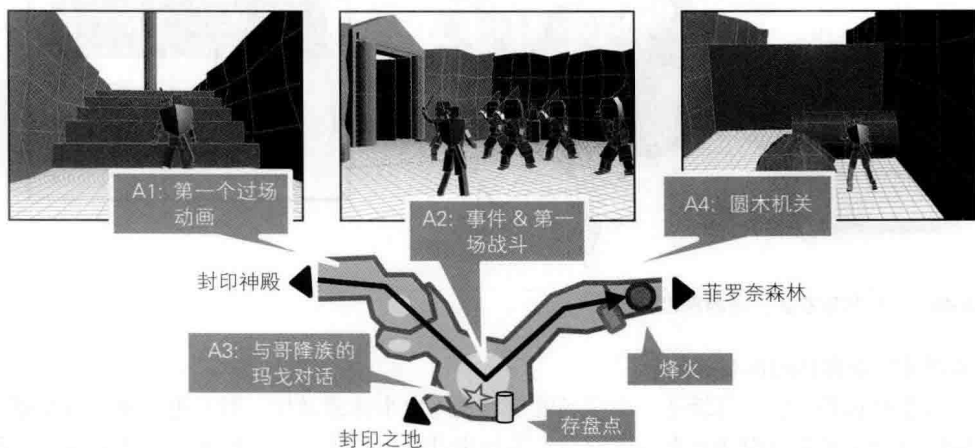 A1: 第一个过场
动画
A2: 事件 & 第一
场战斗
A4: 圆木机关
封印神殿
菲罗奈森林
A3: 与哥隆族的
玛戈对话
烽火
存盘点
封印之地